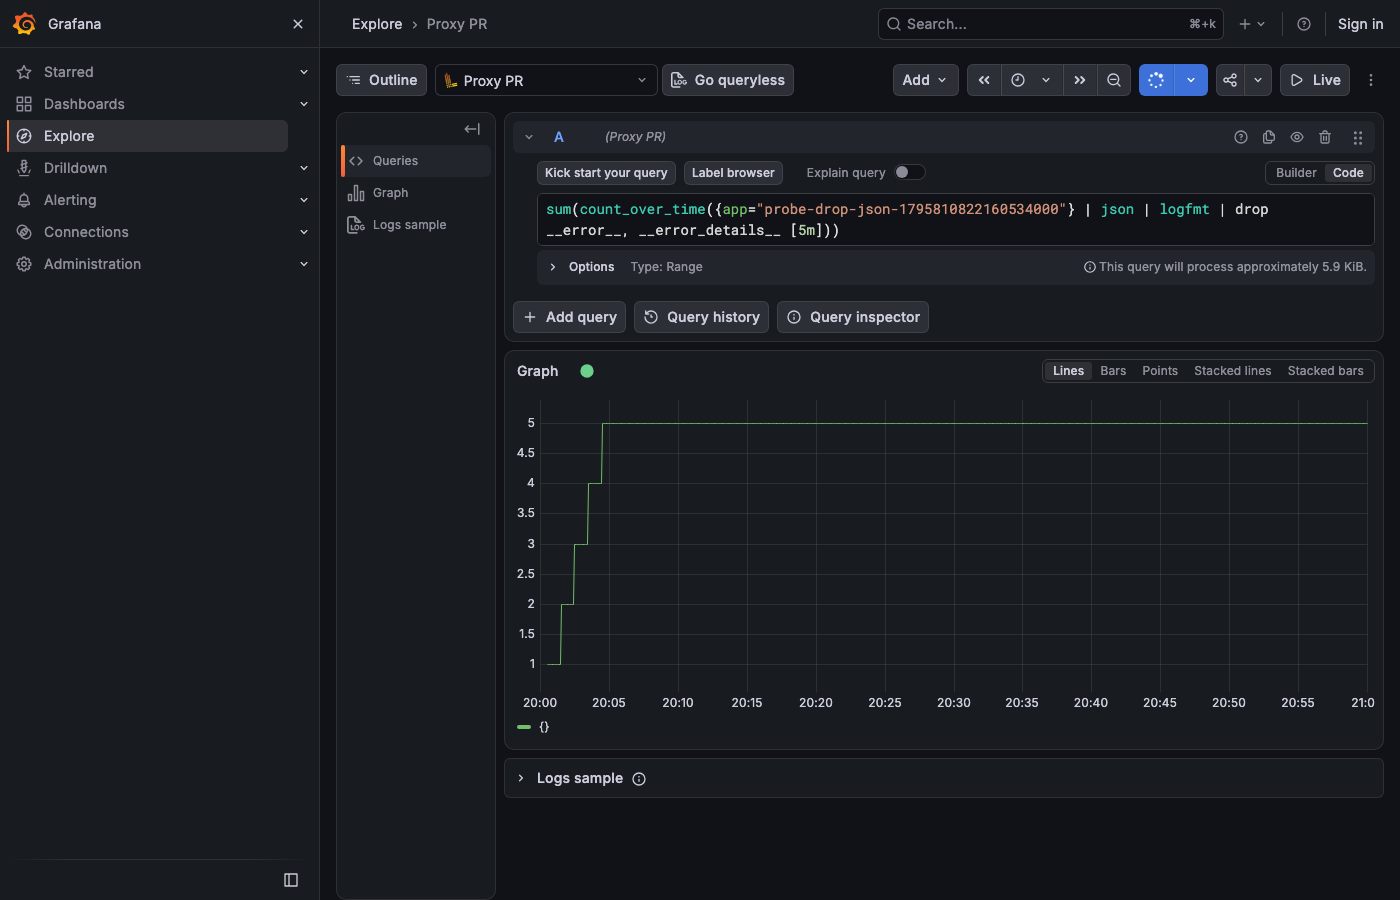 Grafana
Explore › Proxy PR
Search...
⌘+k
Sign in
Starred
Dashboards
Explore
Drilldown
Alerting
Connections
Administration
Outline
Proxy PR
LOG
Go queryless
Add
Live
Queries
Graph
LOG
Logs sample
A
(Proxy PR)
Kick start your query
Label browser
Explain query
Builder
Code
sum(count_over_time({app="probe-drop-json-1795810822160534000"} | json | logfmt | drop
__error__, __error_details__ [5m]))
Options
Type: Range
This query will process approximately 5.9 KiB.
Add query
Query history
Query inspector
Graph
Lines
Bars
Points
Stacked lines
Stacked bars
5
4.5
4
3.5
3
2.5
2
1.5
1
20:00
20:05
20:10
20:15
20:20
20:25
20:30
20:35
20:40
20:45
20:50
20:55
21:0
{}
Logs sample